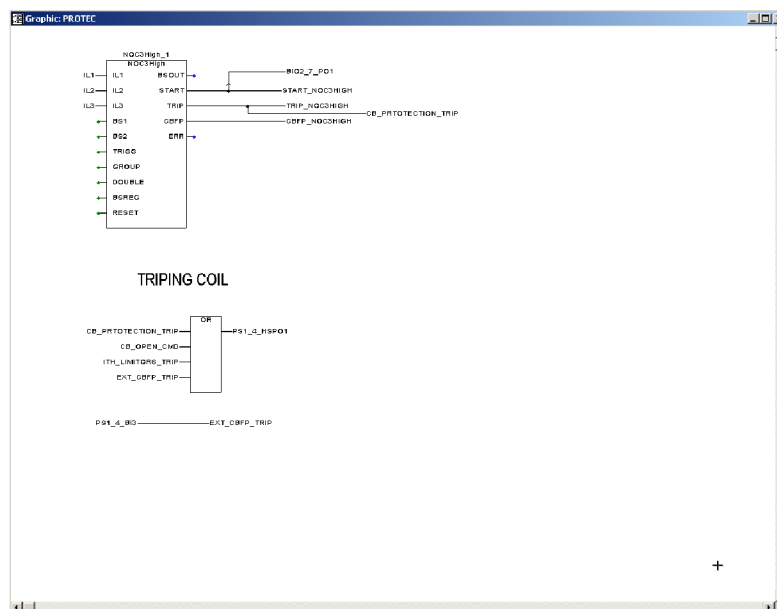 Graphic: PROTEC
NOC3High_1
NOC3High
IL1 IL1 BSOUT BIO2_7_PO1
IL2 IL2 START START_NOC3HIGH
IL3 IL3 TRIP TRIP_NOC3HIGH
BS1 CBFP CBFP_NOC3HIGH CB_PRTOTECTION_TRIP
BS2 ERR
TRIGG
GROUP
DOUBLE
BSREG
RESET
TRIPING COIL
OR
CB_PRTOTECTION_TRIP PS1_4_HSPO1
CB_OPEN_CMD
ITH_LIMITORS_TRIP
EXT_CBFP_TRIP
PS1_4_BI3 EXT_CBFP_TRIP